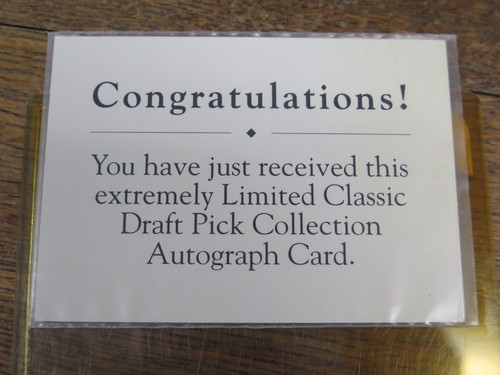 Congratulations!
You have just received this
extremely Limited Classic
Draft Pick Collection
Autograph Card.